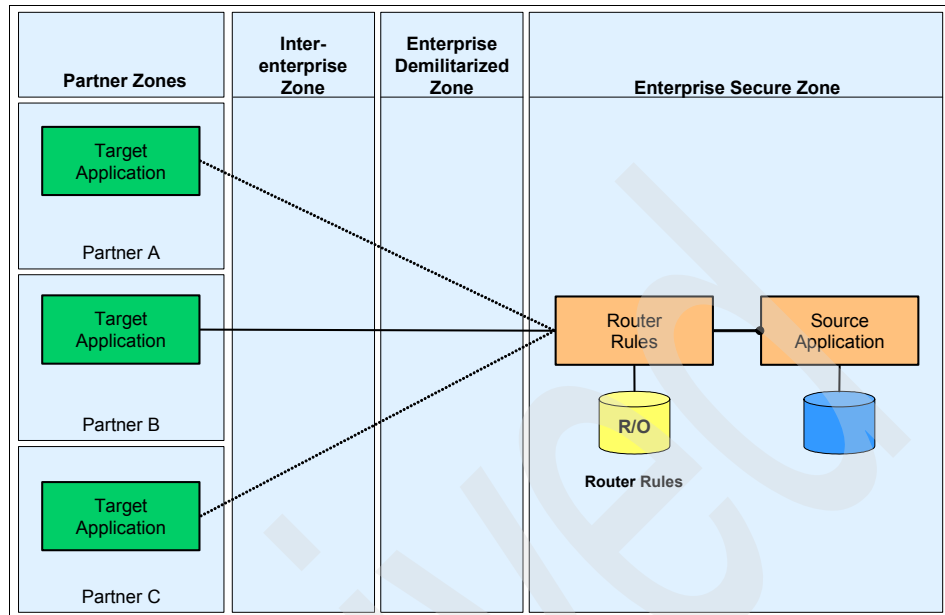 Partner Zones
Inter-
enterprise
Zone
Enterprise
Demilitarized
Zone
Enterprise Secure Zone
Target
Application
Partner A
Target
Application
Partner B
Target
Application
Partner C
Router
Rules
Source
Application
R/O
Router Rules